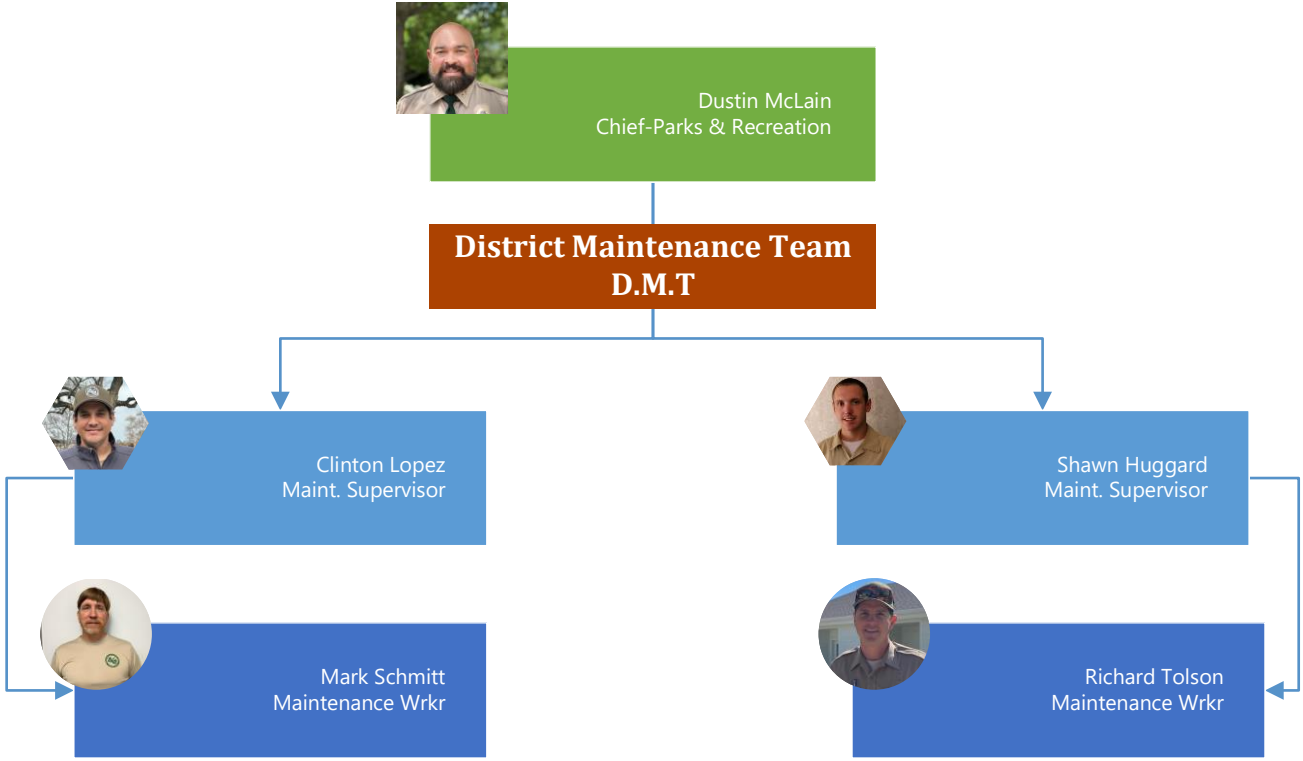 Dustin McLain
Chief-Parks & Recreation
District Maintenance Team
D.M.T
Clinton Lopez
Maint. Supervisor
Shawn Huggard
Maint. Supervisor
Mark Schmitt
Maintenance Wrkr
Richard Tolson
Maintenance Wrkr